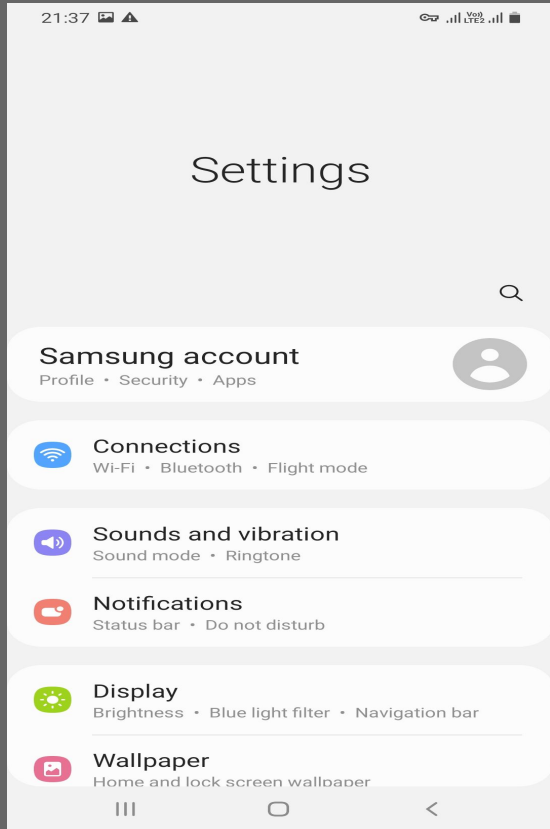 21:37
Vo)) LTE2
Settings
Samsung account
Profile • Security • Apps
Connections
Wi-Fi • Bluetooth • Flight mode
Sounds and vibration
Sound mode • Ringtone
Notifications
Status bar • Do not disturb
Display
Brightness • Blue light filter • Navigation bar
Wallpaper
Home and lock screen wallpaper